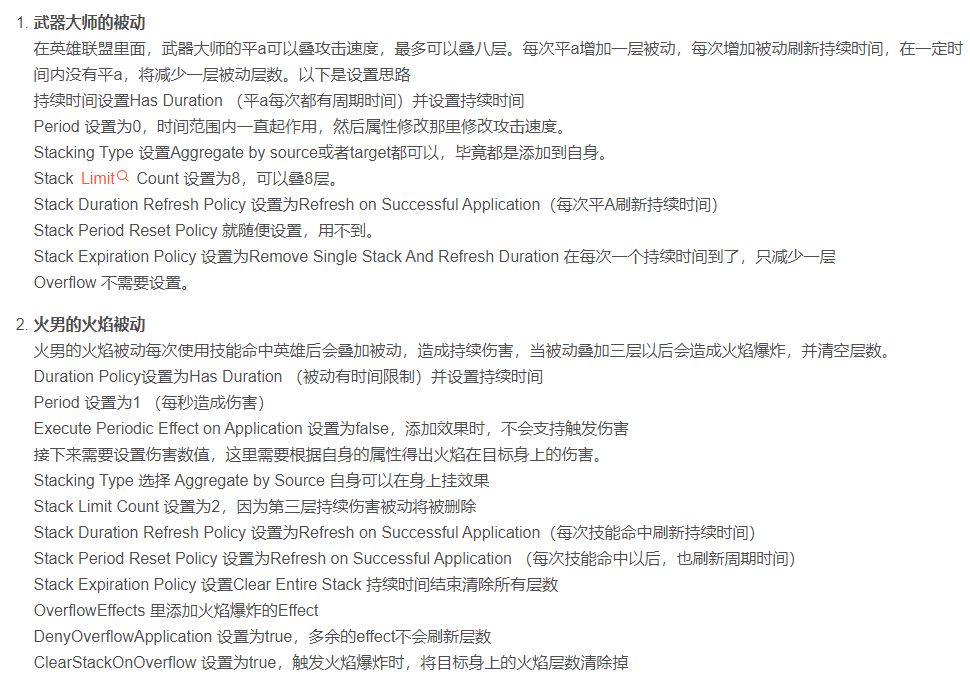 1. 武器大师的被动
在英雄联盟里面，武器大师的平a可以叠攻击速度，最多可以叠八层。每次平a增加一层被动，每次增加被动刷新持续时间，在一定时
间内没有平a，将减少一层被动层数。以下是设置思路
持续时间设置Has Duration （平a每次都有周期时间）并设置持续时间
Period 设置为0，时间范围内一直起作用，然后属性修改那里修改攻击速度。
Stacking Type 设置Aggregate by source或者target都可以，毕竟都是添加到自身。
Stack Limit Count 设置为8，可以叠8层。
Stack Duration Refresh Policy 设置为Refresh on Successful Application（每次平A刷新持续时间）
Stack Period Reset Policy 就随便设置，用不到。
Stack Expiration Policy 设置为Remove Single Stack And Refresh Duration 在每次一个持续时间到了，只减少一层
Overflow 不需要设置。
2. 火男的火焰被动
火男的火焰被动每次使用技能命中英雄后会叠加被动，造成持续伤害，当被动叠加三层以后会造成火焰爆炸，并清空层数。
Duration Policy设置为Has Duration （被动有时间限制）并设置持续时间
Period 设置为1 （每秒造成伤害）
Execute Periodic Effect on Application 设置为false，添加效果时，不会支持触发伤害
接下来需要设置伤害数值，这里需要根据自身的属性得出火焰在目标身上的伤害。
Stacking Type 选择 Aggregate by Source 自身可以在身上挂效果
Stack Limit Count 设置为2，因为第三层持续伤害被动将被删除
Stack Duration Refresh Policy 设置为Refresh on Successful Application（每次技能命中刷新持续时间）
Stack Period Reset Policy 设置为Refresh on Successful Application （每次技能命中以后，也刷新周期时间）
Stack Expiration Policy 设置Clear Entire Stack 持续时间结束清除所有层数
OverflowEffects 里添加火焰爆炸的Effect
DenyOverflowApplication 设置为true，多余的effect不会刷新层数
ClearStackOnOverflow 设置为true，触发火焰爆炸时，将目标身上的火焰层数清除掉